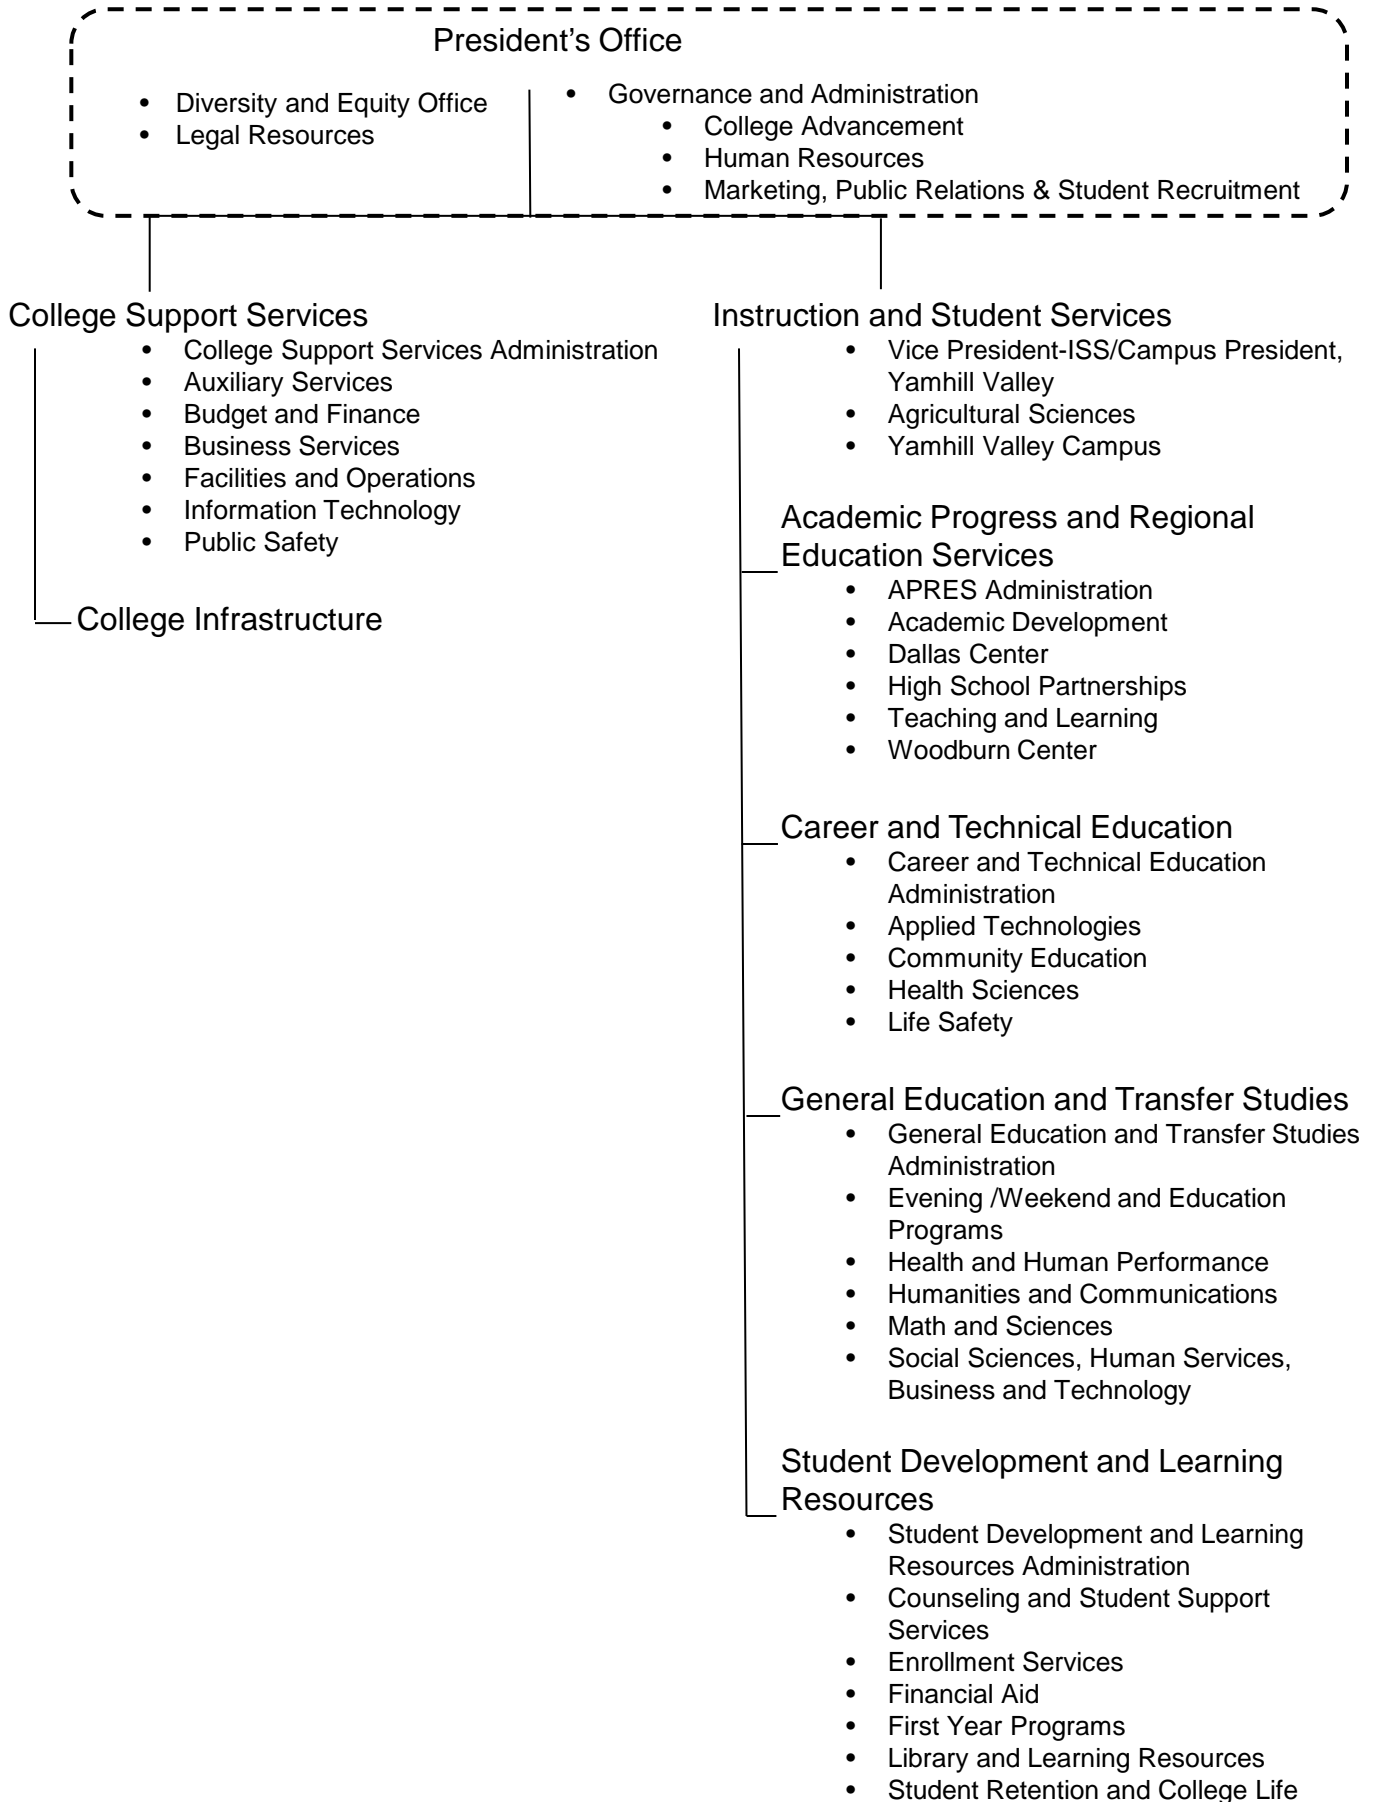 President’s Office
• Diversity and Equity Office
• Legal Resources
• Governance and Administration
• College Advancement
• Human Resources
• Marketing, Public Relations & Student Recruitment
College Support Services
• College Support Services Administration
• Auxiliary Services
• Budget and Finance
• Business Services
• Facilities and Operations
• Information Technology
• Public Safety
College Infrastructure
Instruction and Student Services
• Vice President-ISS/Campus President,
Yamhill Valley
• Agricultural Sciences
• Yamhill Valley Campus
Academic Progress and Regional
Education Services
• APRES Administration
• Academic Development
• Dallas Center
• High School Partnerships
• Teaching and Learning
• Woodburn Center
Career and Technical Education
• Career and Technical Education
Administration
• Applied Technologies
• Community Education
• Health Sciences
• Life Safety
General Education and Transfer Studies
• General Education and Transfer Studies
Administration
• Evening /Weekend and Education
Programs
• Health and Human Performance
• Humanities and Communications
• Math and Sciences
• Social Sciences, Human Services,
Business and Technology
Student Development and Learning
Resources
• Student Development and Learning
Resources Administration
• Counseling and Student Support
Services
• Enrollment Services
• Financial Aid
• First Year Programs
• Library and Learning Resources
• Student Retention and College Life